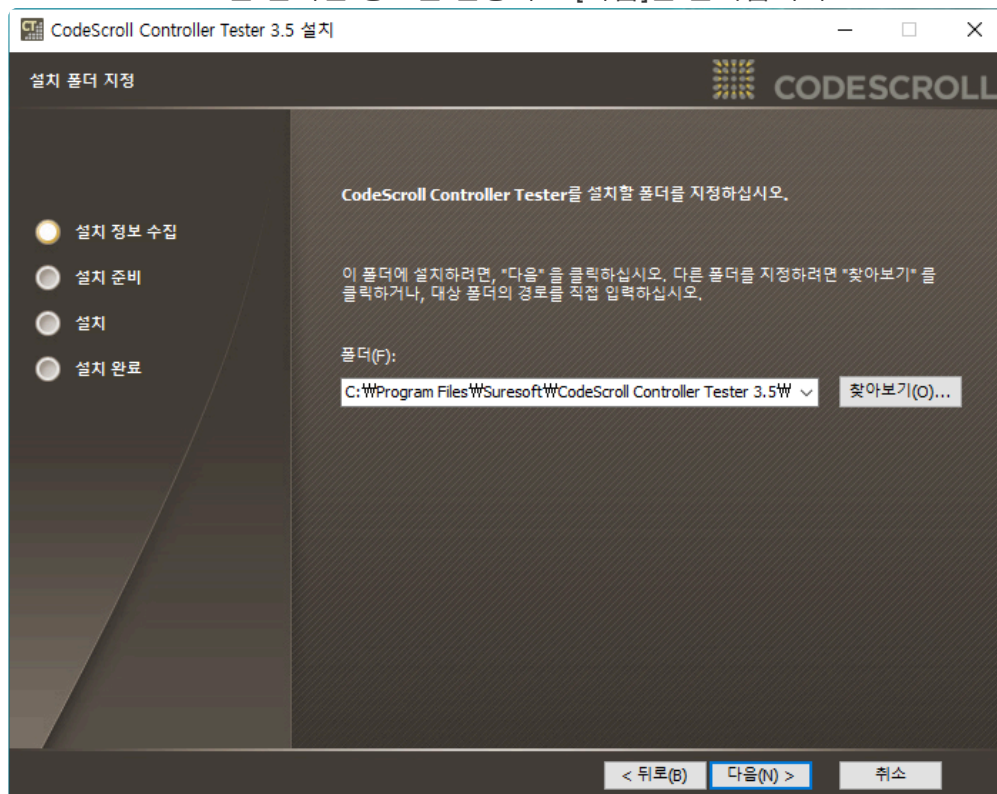 CodeScroll Controller Tester 3.5 설치
설치 폴더 지정
CODESCROLL
CodeScroll Controller Tester를 설치할 폴더를 지정하십시오.
설치 정보 수집
설치 준비
설치
설치 완료
이 폴더에 설치하려면, "다음" 을 클릭하십시오. 다른 폴더를 지정하려면 "찾아보기" 를
클릭하거나, 대상 폴더의 경로를 직접 입력하십시오.
폴더(F):
C:₩Program Files₩Suresoft₩CodeScroll Controller Tester 3.5₩
찾아보기(O)...
< 뒤로(B)
다음(N) >
취소